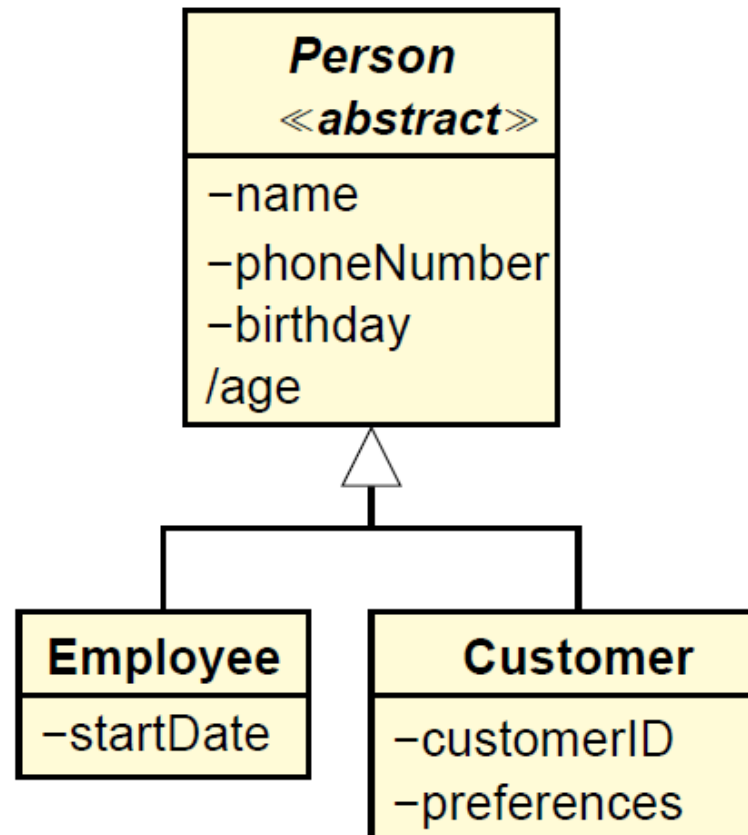 Person
≪abstract≫
−name
−phoneNumber
−birthday
/age
Employee
−startDate
Customer
−customerID
−preferences